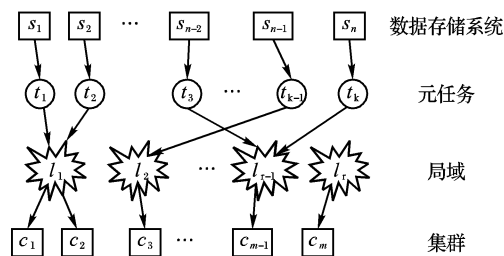 s₁ s₂ ··· sₙ₋₂ sₙ₋₁ sₙ 数据存储系统
t₁ t₂ t₃ ··· tₖ₋₁ tₖ 元任务
l₁ l₂ ··· lᵣ₋₁ lᵣ 局域
c₁ c₂ c₃ ··· cₘ₋₁ cₘ 集群